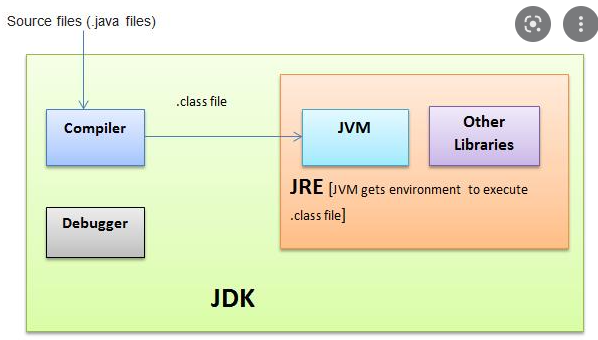 Source files (.java files)
.class file
Compiler
JVM
Other
Libraries
JRE [JVM gets environment to execute
.class file]
Debugger
JDK